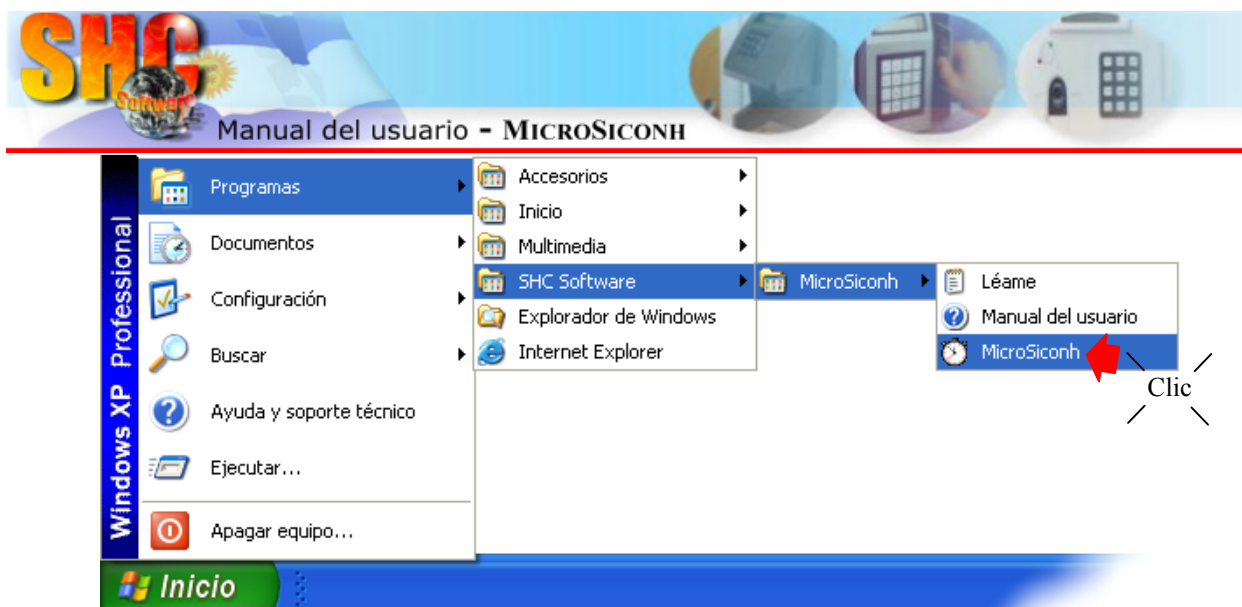 SHC
Software
Manual del usuario - MICROSICONH
Windows XP Professional
Programas
Documentos
Configuración
Buscar
Ayuda y soporte técnico
Ejecutar...
Apagar equipo...
Inicio
Accesorios
Inicio
Multimedia
SHC Software
Explorador de Windows
Internet Explorer
MicroSiconh
Léame
Manual del usuario
MicroSiconh
Clic